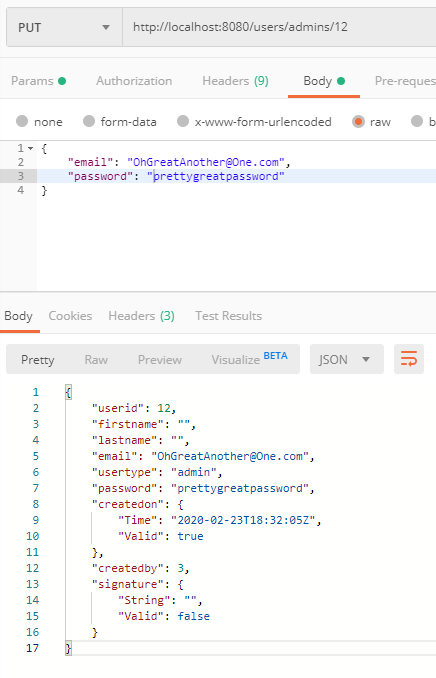 PUT http://localhost:8080/users/admins/12
Params Authorization Headers (9) Body Pre-reques
none form-data x-www-form-urlencoded raw b
1 {
2 "email": "OhGreatAnother@One.com",
3 "password": "prettygreatpassword"
4 }
Body Cookies Headers (3) Test Results
Pretty Raw Preview Visualize BETA JSON
1 {
2 "userid": 12,
3 "firstname": "",
4 "lastname": "",
5 "email": "OhGreatAnother@One.com",
6 "usertype": "admin",
7 "password": "prettygreatpassword",
8 "createdon": {
9 "Time": "2020-02-23T18:32:05Z",
10 "Valid": true
11 },
12 "createdby": 3,
13 "signature": {
14 "String": "",
15 "Valid": false
16 }
17 }